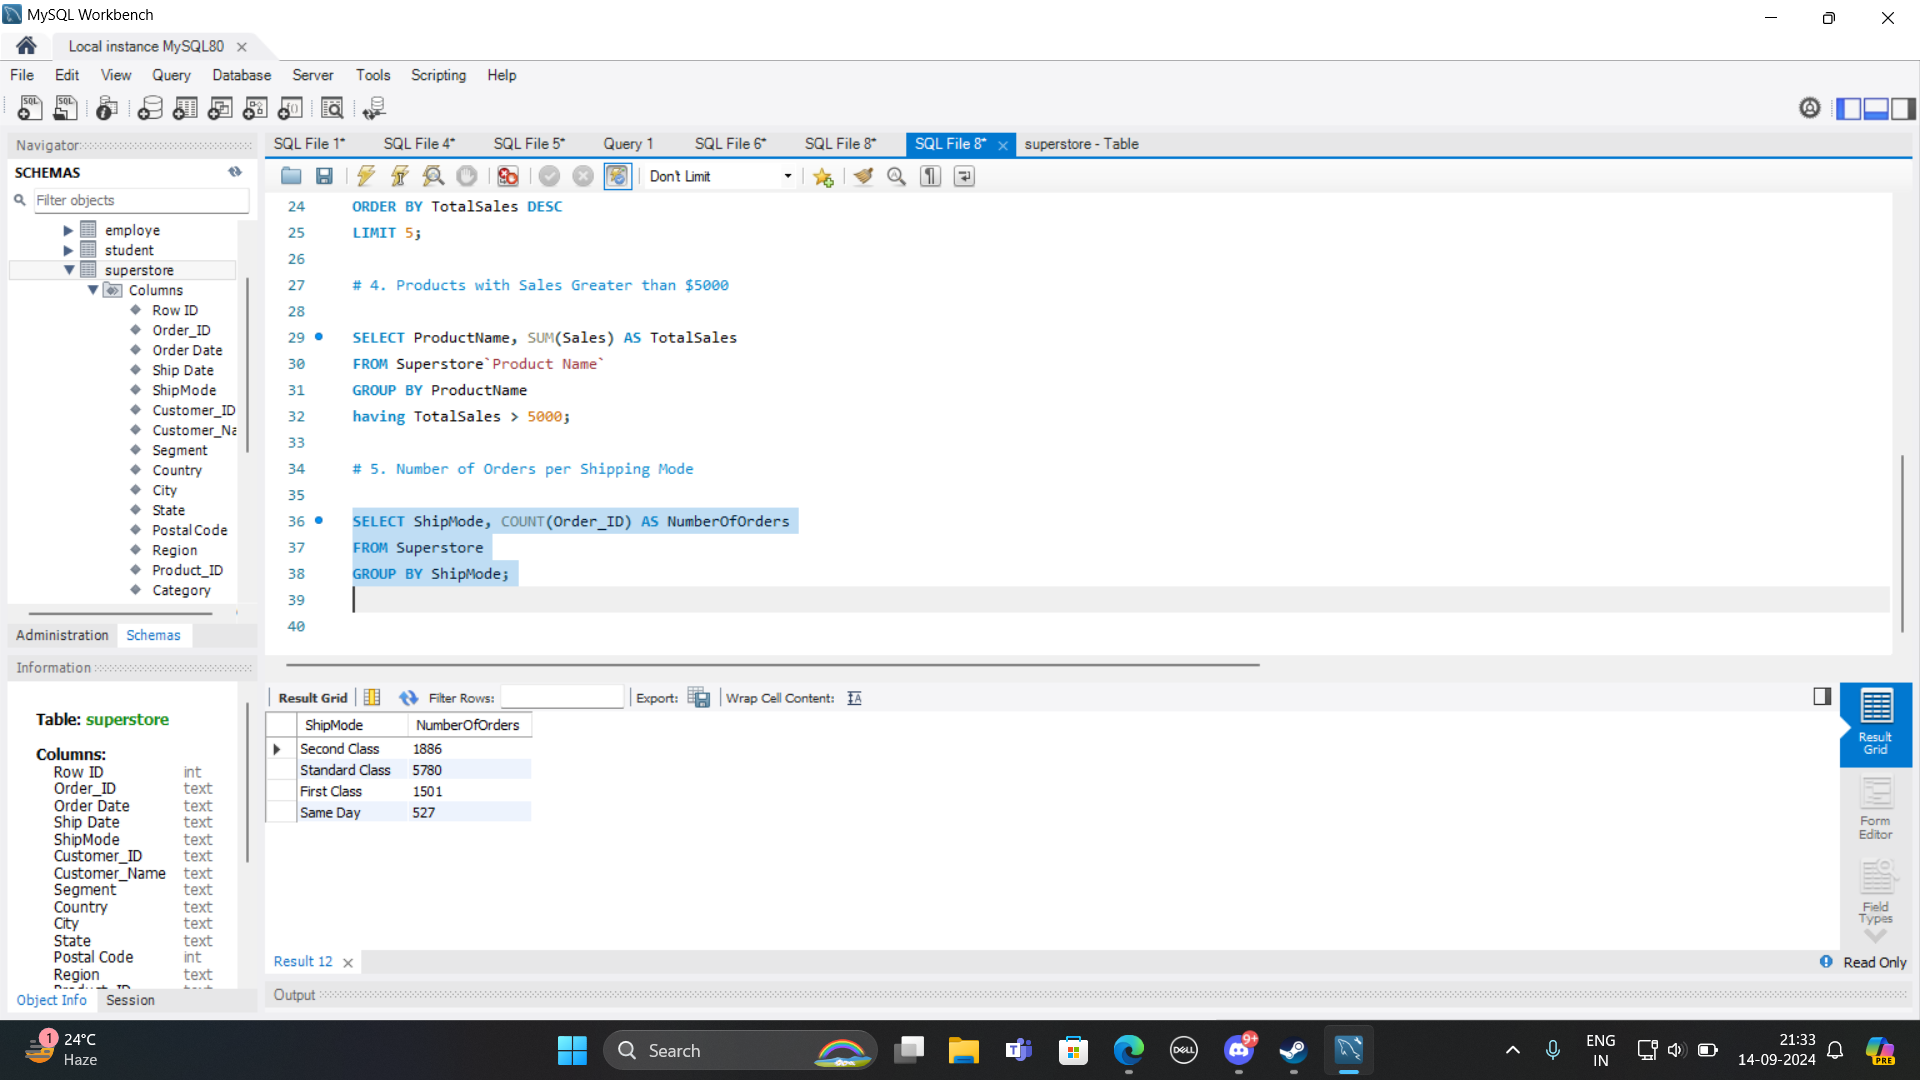 MySQL Workbench
Local instance MySQL80
File Edit View Query Database Server Tools Scripting Help
Navigator
SCHEMAS
Filter objects
employe
student
superstore
Columns
Row ID
Order_ID
Order Date
Ship Date
ShipMode
Customer_ID
Customer_Na
Segment
Country
City
State
Postal Code
Region
Product_ID
Category
Administration Schemas
Information
Table: superstore
Columns:
Row ID int
Order_ID text
Order Date text
Ship Date text
ShipMode text
Customer_ID text
Customer_Name text
Segment text
Country text
City text
State text
Postal Code int
Region text
Object Info Session
SQL File 1* SQL File 4* SQL File 5* Query 1 SQL File 6* SQL File 8* SQL File 8* superstore - Table
Don't Limit
24 ORDER BY TotalSales DESC
25 LIMIT 5;
26
27 # 4. Products with Sales Greater than $5000
28
29 SELECT ProductName, SUM(Sales) AS TotalSales
30 FROM Superstore`Product Name`
31 GROUP BY ProductName
32 having TotalSales > 5000;
33
34 # 5. Number of Orders per Shipping Mode
35
36 SELECT ShipMode, COUNT(Order_ID) AS NumberOfOrders
37 FROM Superstore
38 GROUP BY ShipMode;
39
40
Result Grid Filter Rows: Export: Wrap Cell Content:
ShipMode NumberOfOrders
Second Class 1886
Standard Class 5780
First Class 1501
Same Day 527
Result Grid
Form Editor
Field Types
Result 12
Read Only
Output
1
24°C
Haze
Search
DELL
9+
ENG
IN
21:33
14-09-2024
PRE